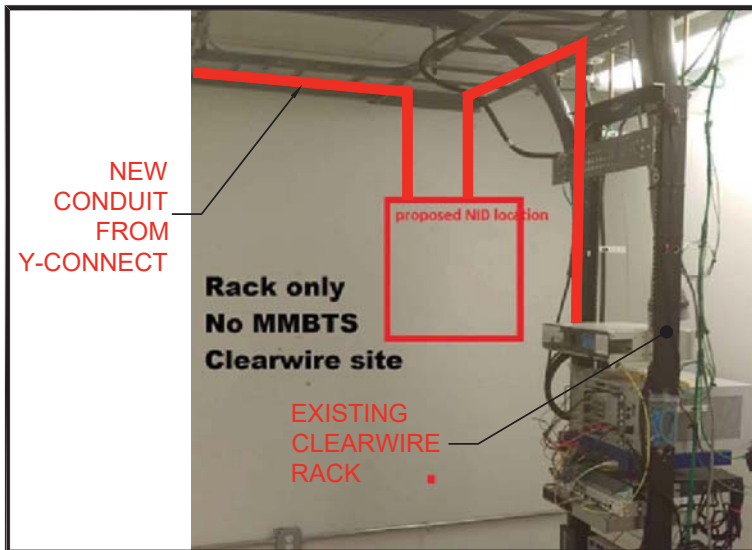 NEW
CONDUIT
FROM
Y-CONNECT
proposed NID location
Rack only
No MMBTS
Clearwire site
EXISTING
CLEARWIRE
RACK